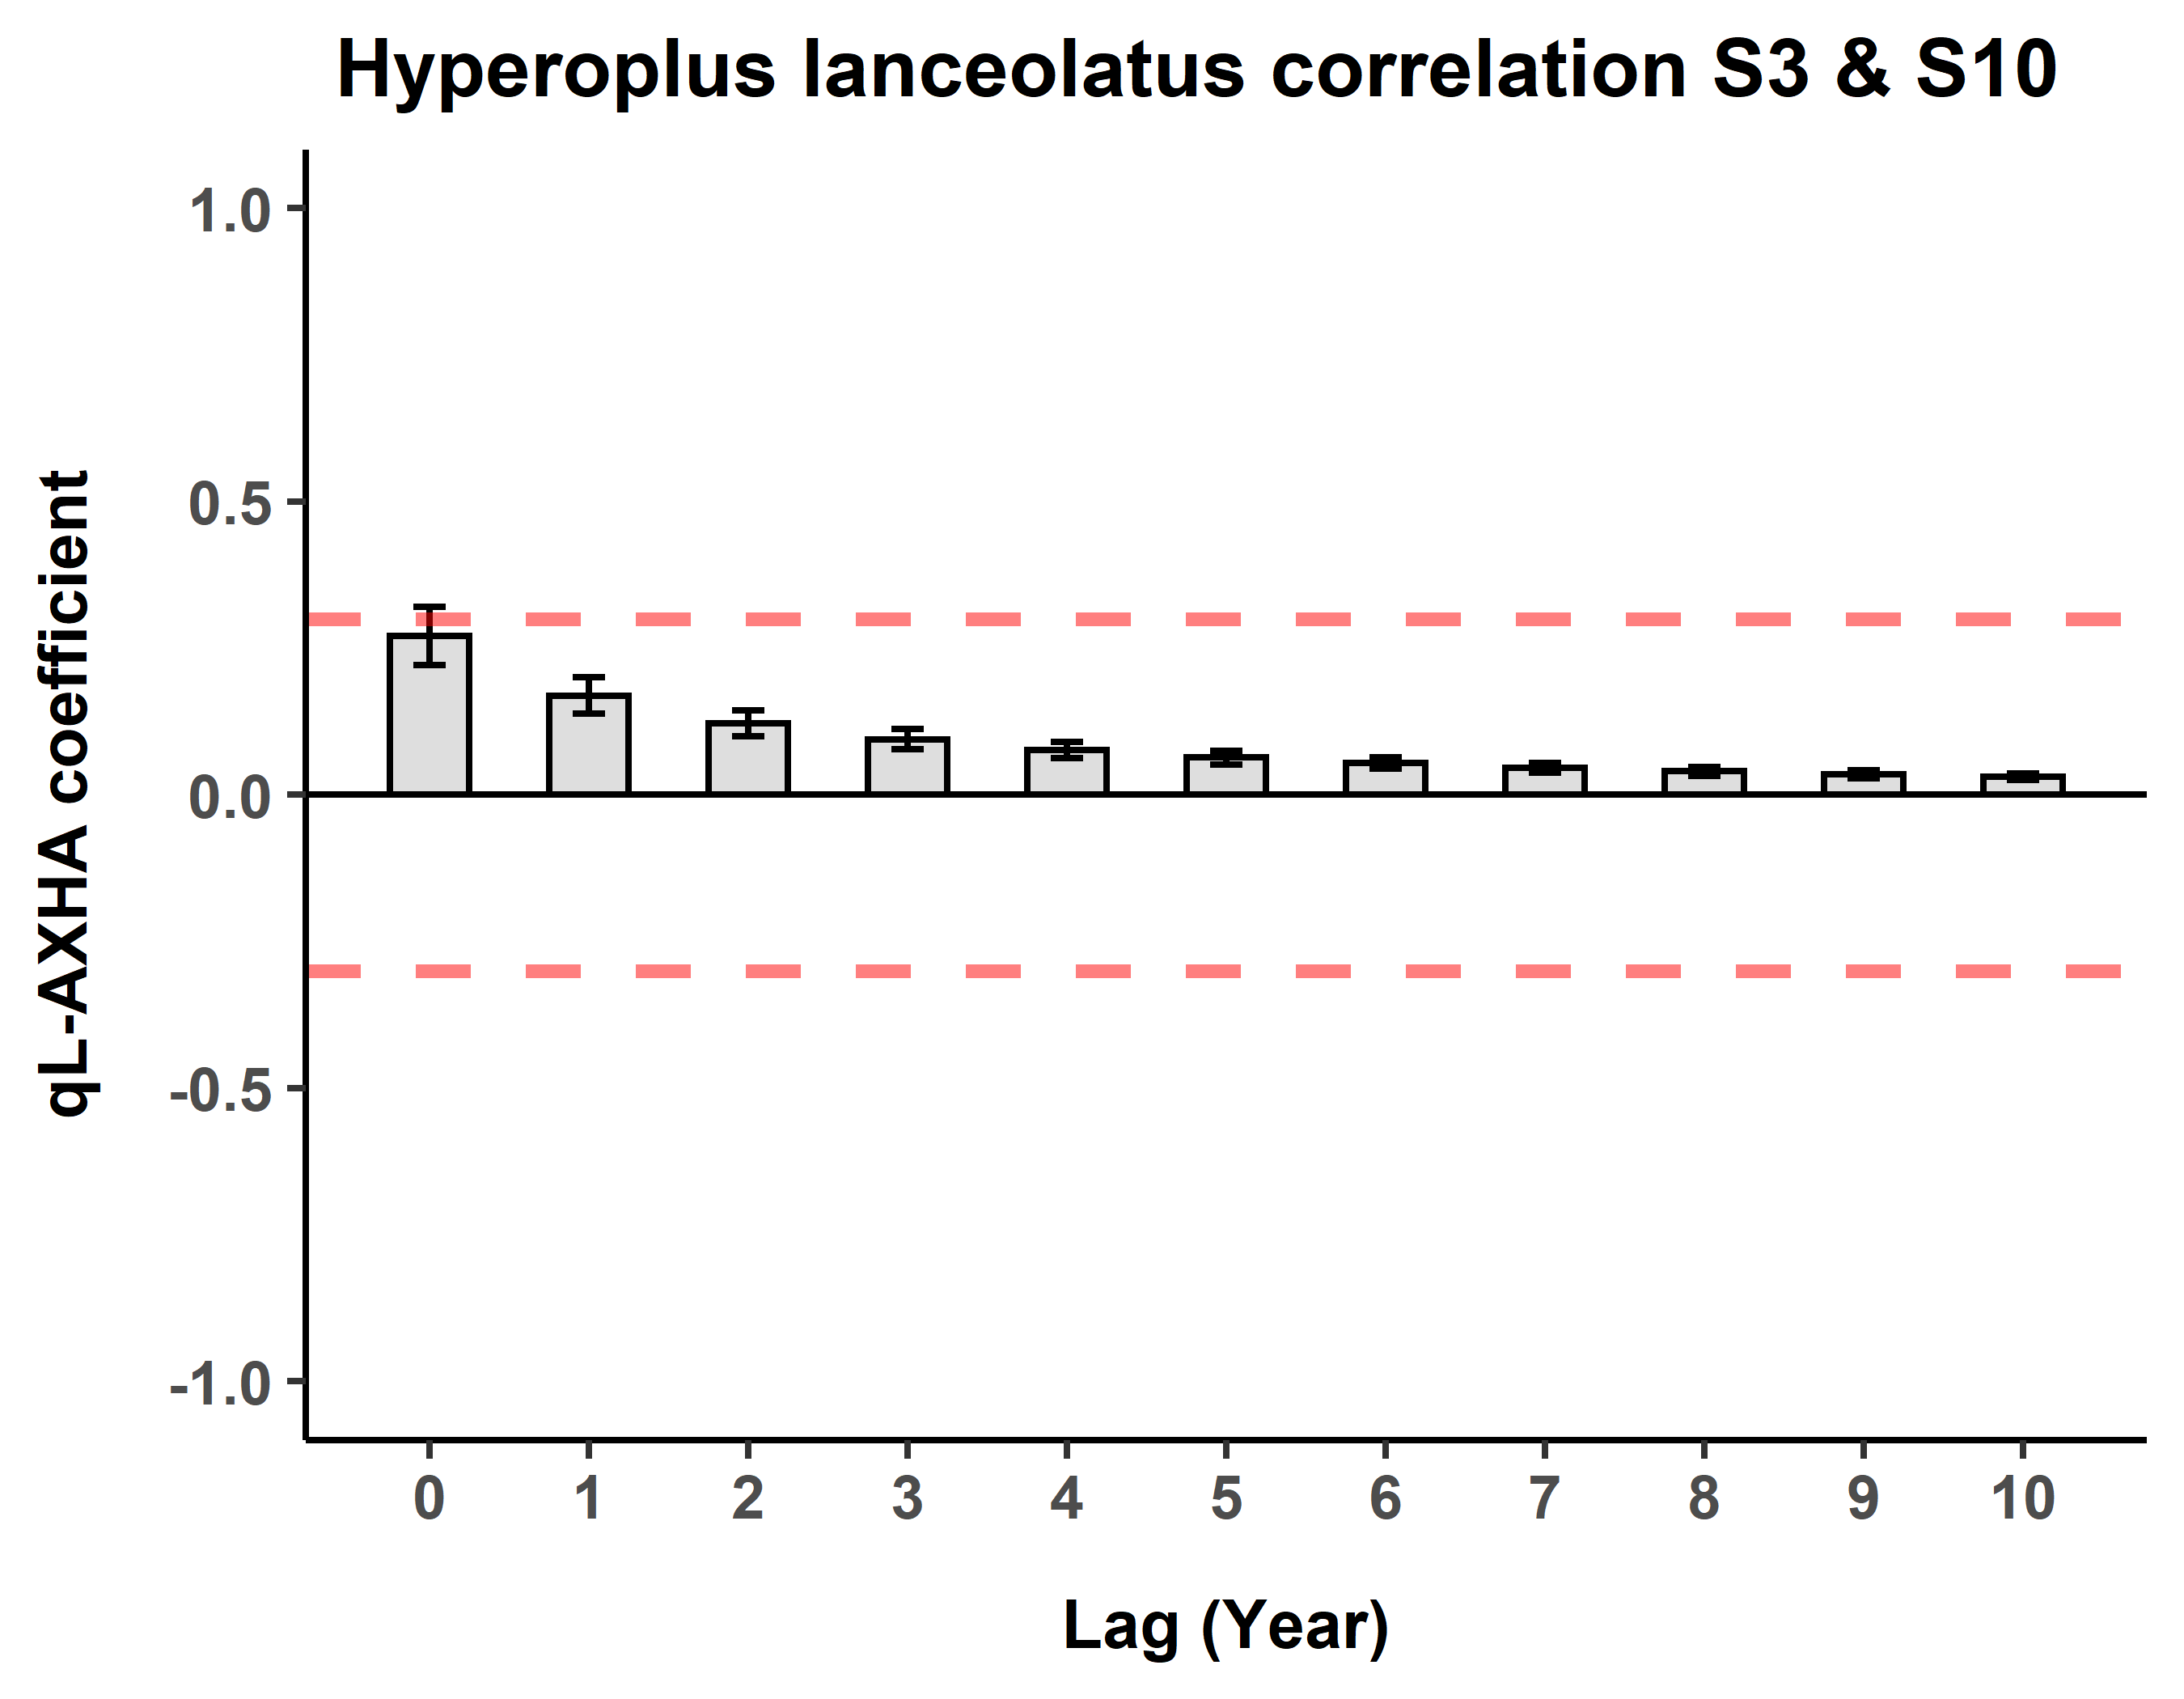 Hyperoplus lanceolatus correlation S3 & S10
qL-AXHA coefficient
1.0
0.5
0.0
-0.5
-1.0
0 1 2 3 4 5 6 7 8 9 10
Lag (Year)